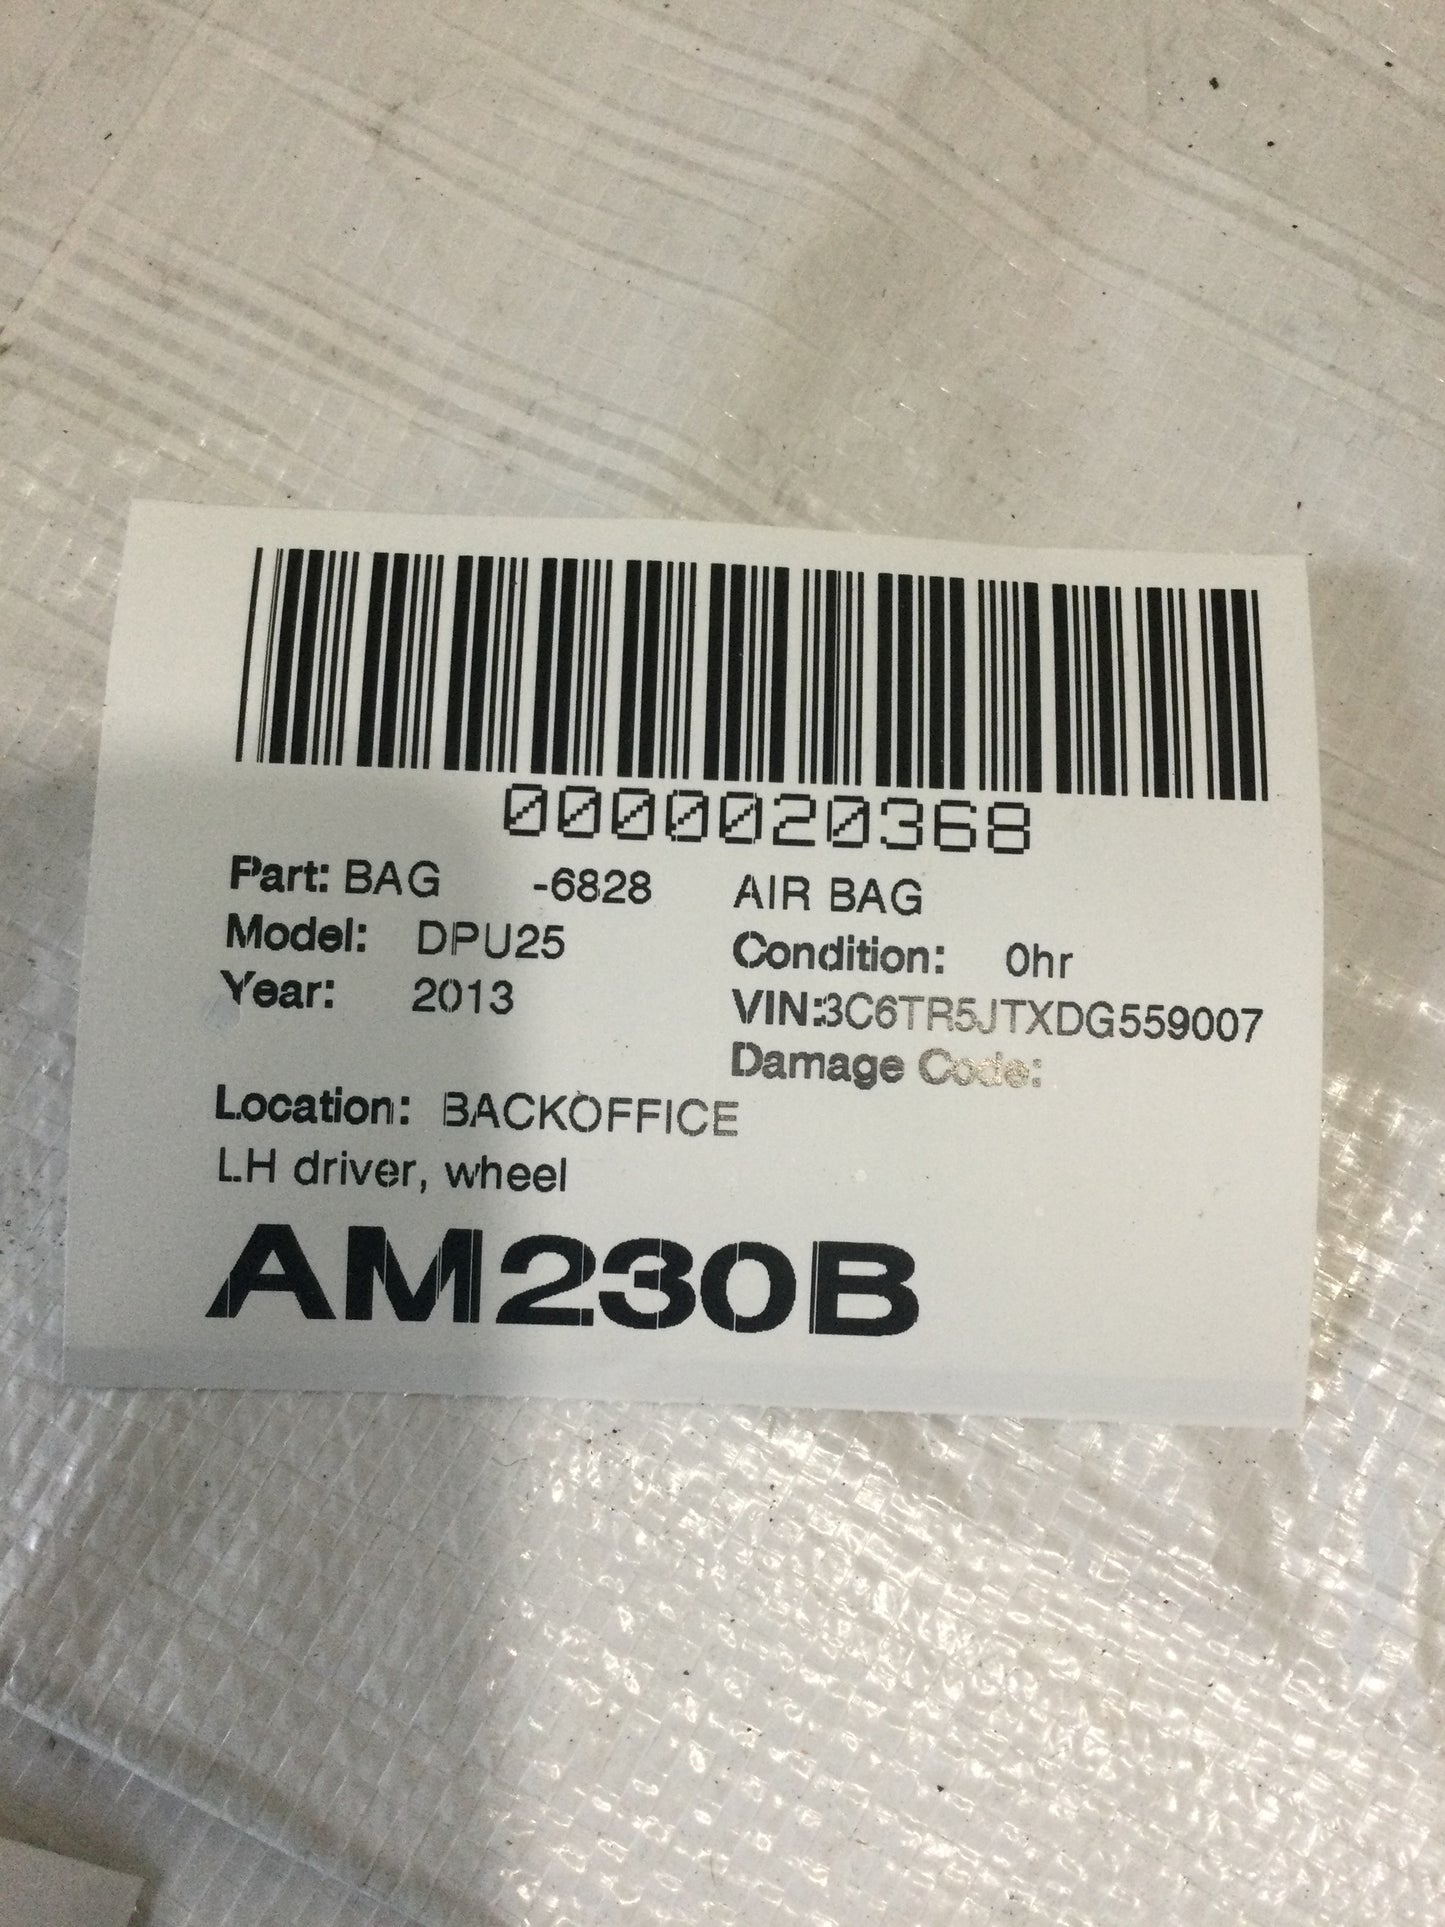 0000020368
Part: BAG -6828 AIR BAG
Model: DPU25 Condition: 0hr
Year: 2013 VIN:3C6TR5JTXDG559007
Damage Code:
Location: BACKOFFICE
LH driver, wheel
AM230B